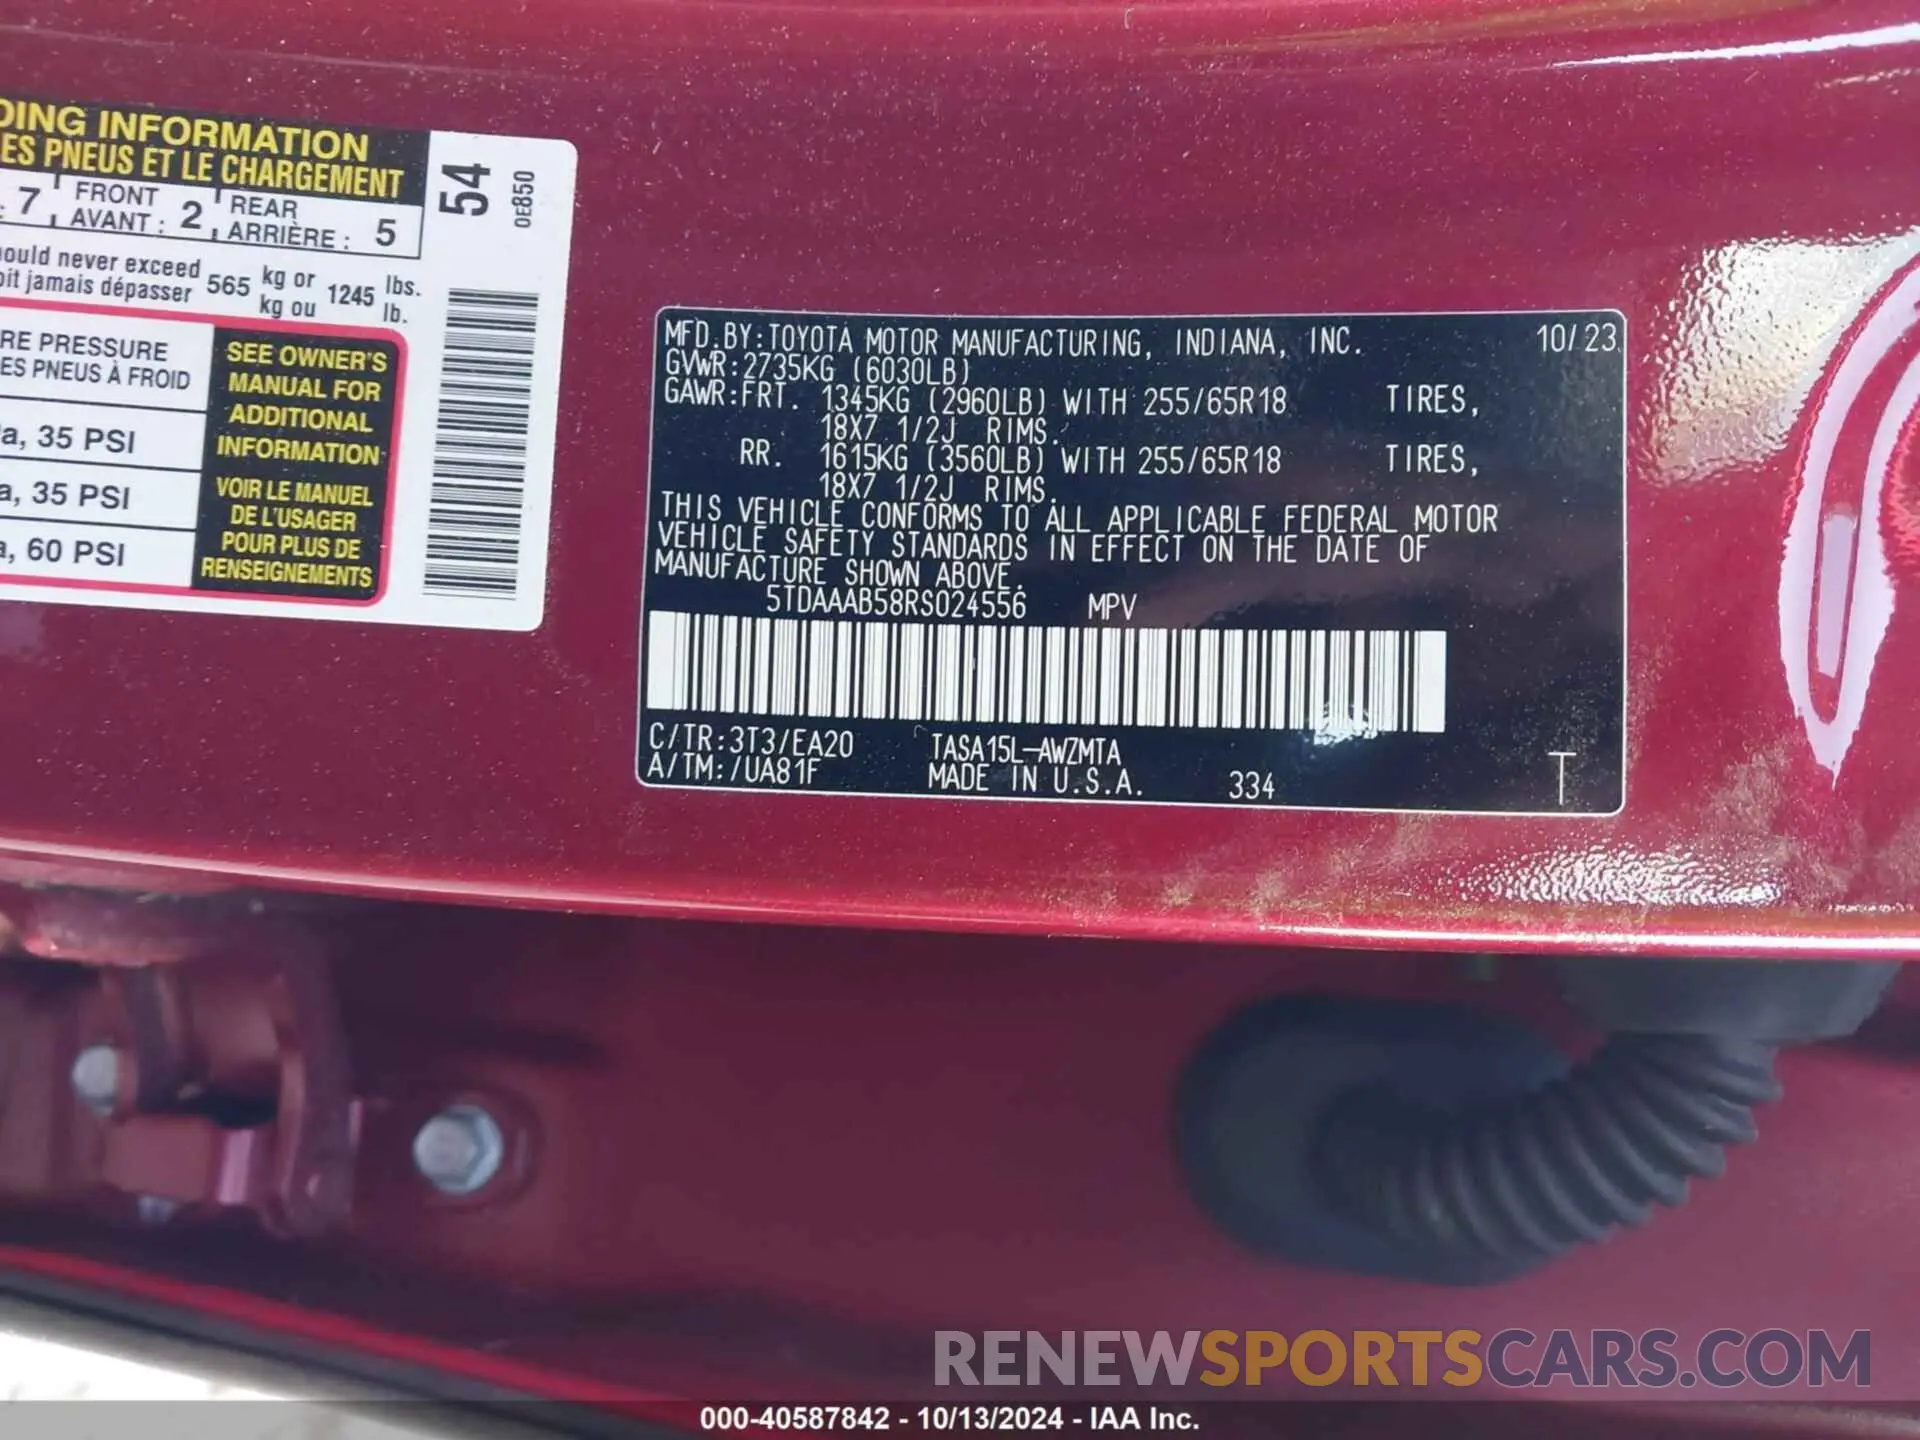 DING INFORMATION
ES PNEUS ET LE CHARGEMENT
: 7 FRONT AVANT : 2 REAR ARRIÈRE : 5
ould never exceed 565 kg or 1245 lbs.
oit jamais dépasser kg ou lb.
RE PRESSURE
ES PNEUS À FROID
a, 35 PSI
a, 35 PSI
a, 60 PSI
SEE OWNER'S
MANUAL FOR
ADDITIONAL
INFORMATION
VOIR LE MANUEL
DE L'USAGER
POUR PLUS DE
RENSEIGNEMENTS
54
0E850
MFD.BY:TOYOTA MOTOR MANUFACTURING, INDIANA, INC. 10/23
GVWR:2735KG (6030LB)
GAWR:FRT. 1345KG (2960LB) WITH 255/65R18 TIRES,
18X7 1/2J RIMS.
RR. 1615KG (3560LB) WITH 255/65R18 TIRES,
18X7 1/2J RIMS.
THIS VEHICLE CONFORMS TO ALL APPLICABLE FEDERAL MOTOR
VEHICLE SAFETY STANDARDS IN EFFECT ON THE DATE OF
MANUFACTURE SHOWN ABOVE.
5TDAAAB58RS024556 MPV
C/TR:3T3/EA20 TASA15L-AWZMTA
A/TM:/UA81F MADE IN U.S.A. 334 T
RENEWSPORTSCARS.COM
000-40587842 - 10/13/2024 - IAA Inc.